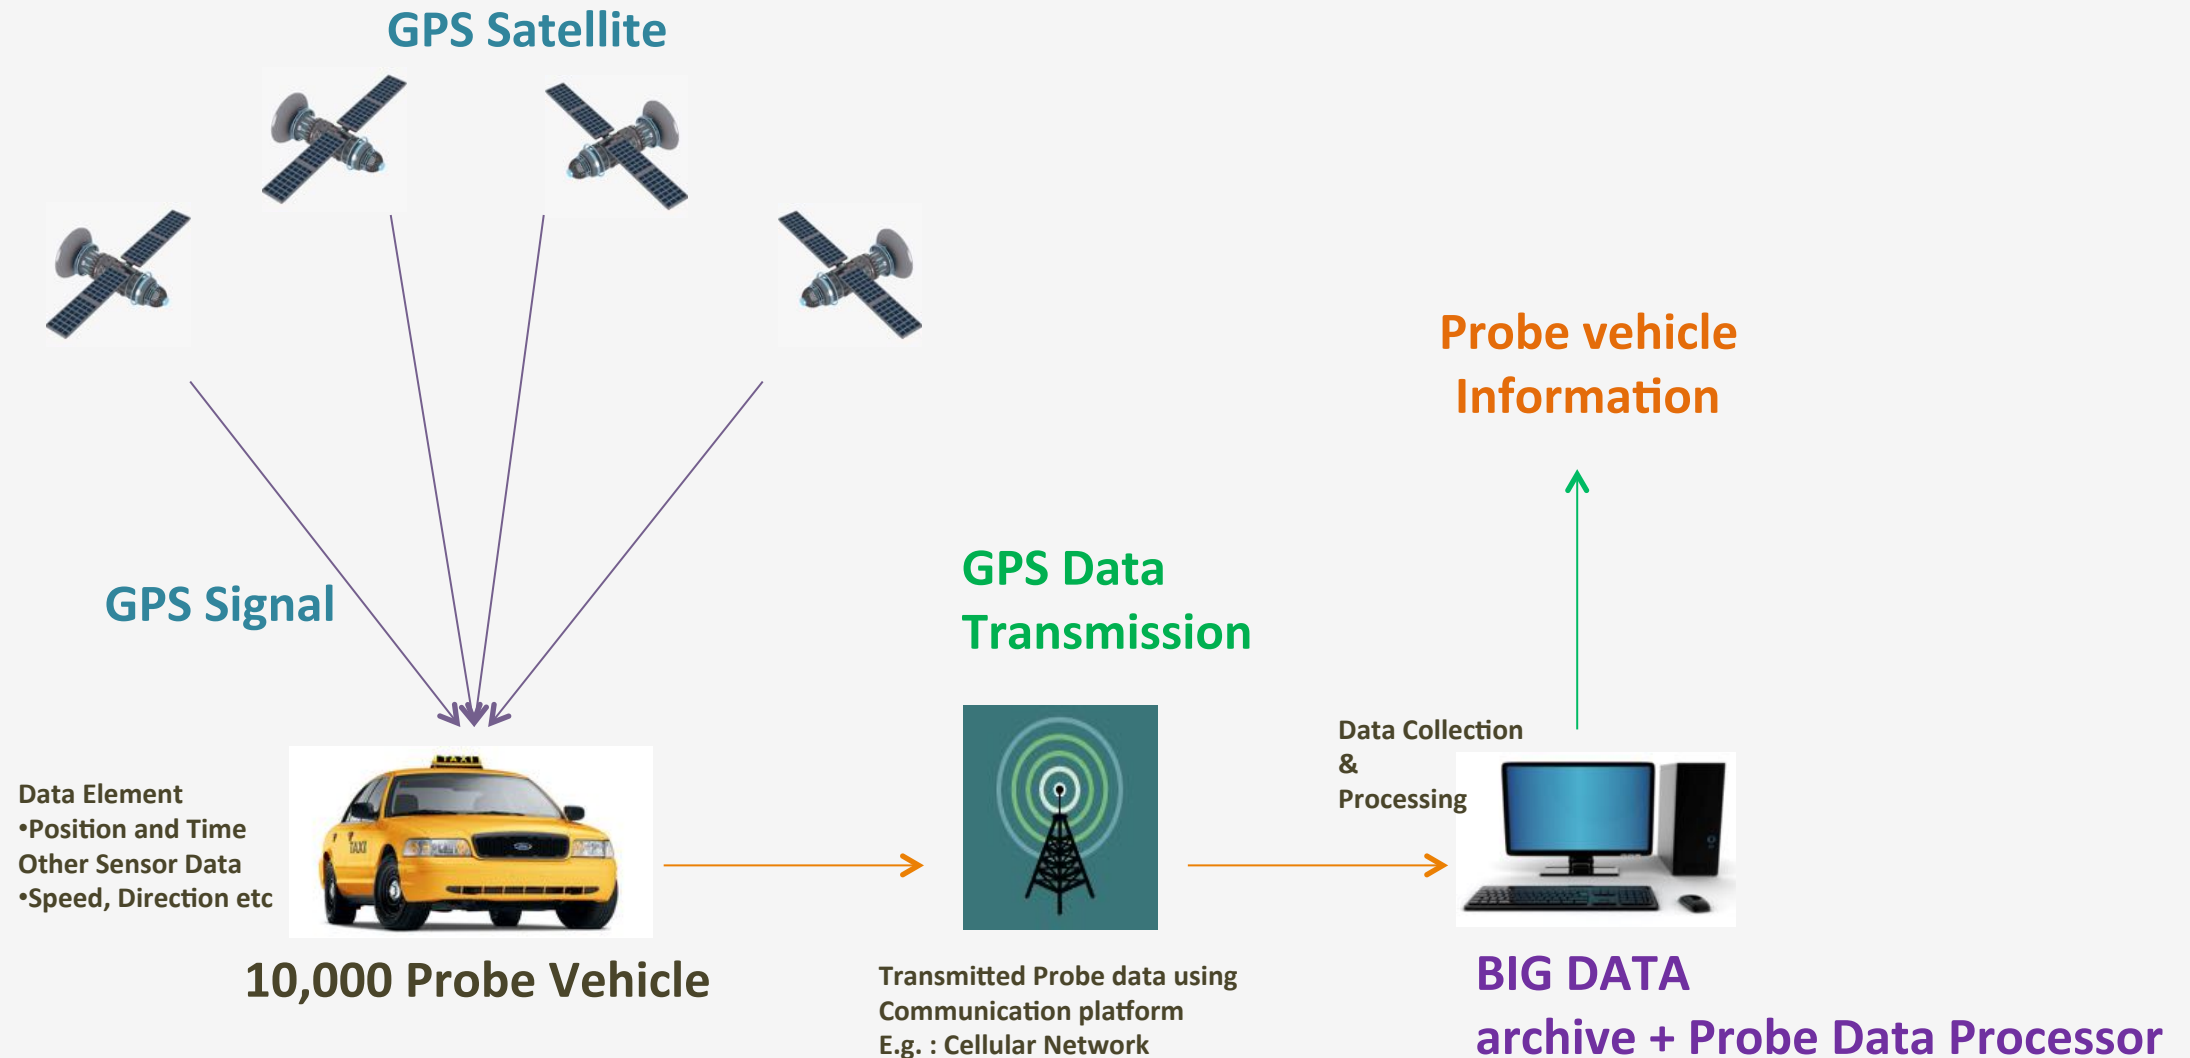 GPS Satellite
Probe vehicle
Information
GPS Signal
GPS Data
Transmission
Data Element
•Position and Time
Other Sensor Data
•Speed, Direction etc
TAXI
TAXI
10,000 Probe Vehicle
Transmitted Probe data using
Communication platform
E.g. : Cellular Network
Data Collection
&
Processing
BIG DATA
archive + Probe Data Processor